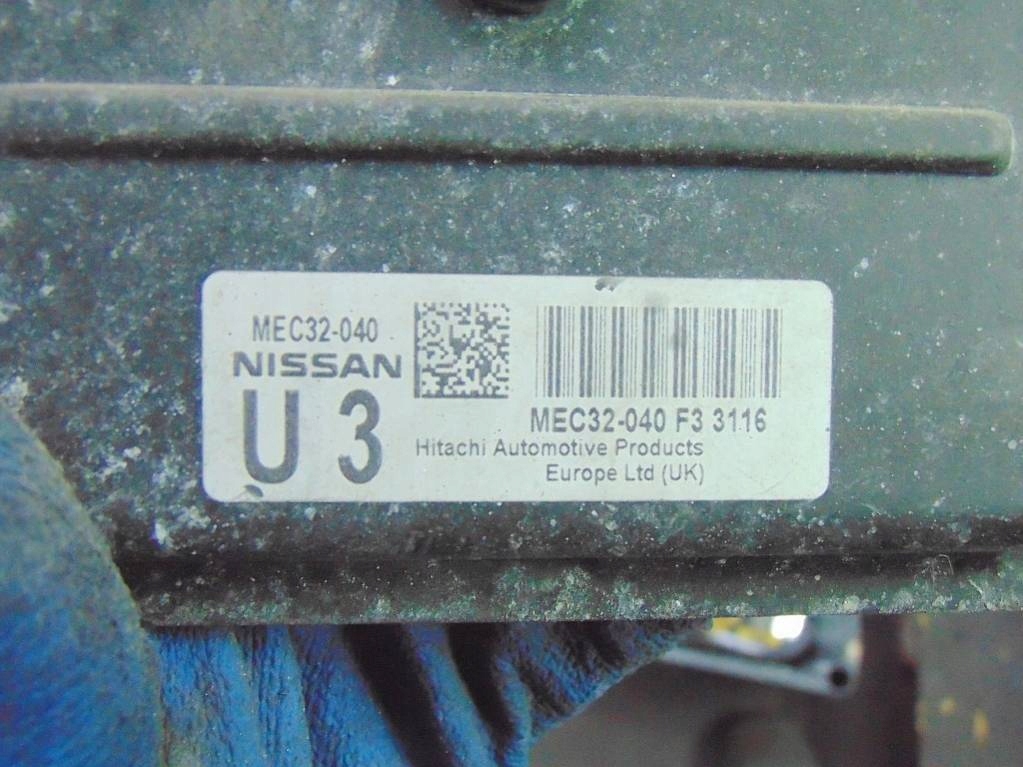 MEC32-040
NISSAN
U 3
MEC32-040 F3 3116
Hitachi Automotive Products
Europe Ltd (UK)